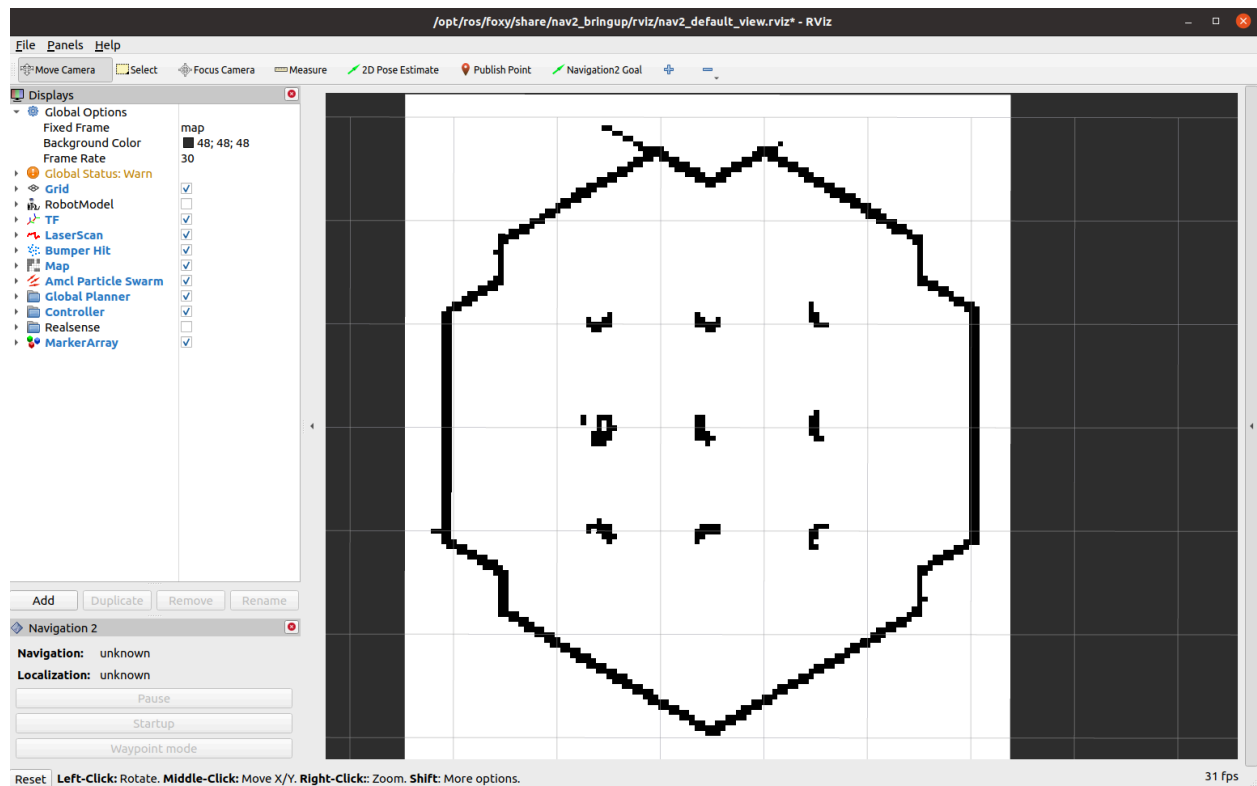 /opt/ros/foxy/share/nav2_bringup/rviz/nav2_default_view.rviz* - RViz
File Panels Help
Move Camera Select Focus Camera Measure 2D Pose Estimate Publish Point Navigation2 Goal
Displays
Global Options
Fixed Frame map
Background Color 48; 48; 48
Frame Rate 30
Global Status: Warn
Grid
RobotModel
TF
LaserScan
Bumper Hit
Map
Amcl Particle Swarm
Global Planner
Controller
Realsense
MarkerArray
Add Duplicate Remove Rename
Navigation 2
Navigation: unknown
Localization: unknown
Pause
Startup
Waypoint mode
Reset Left-Click: Rotate. Middle-Click: Move X/Y. Right-Click:: Zoom. Shift: More options. 31 fps